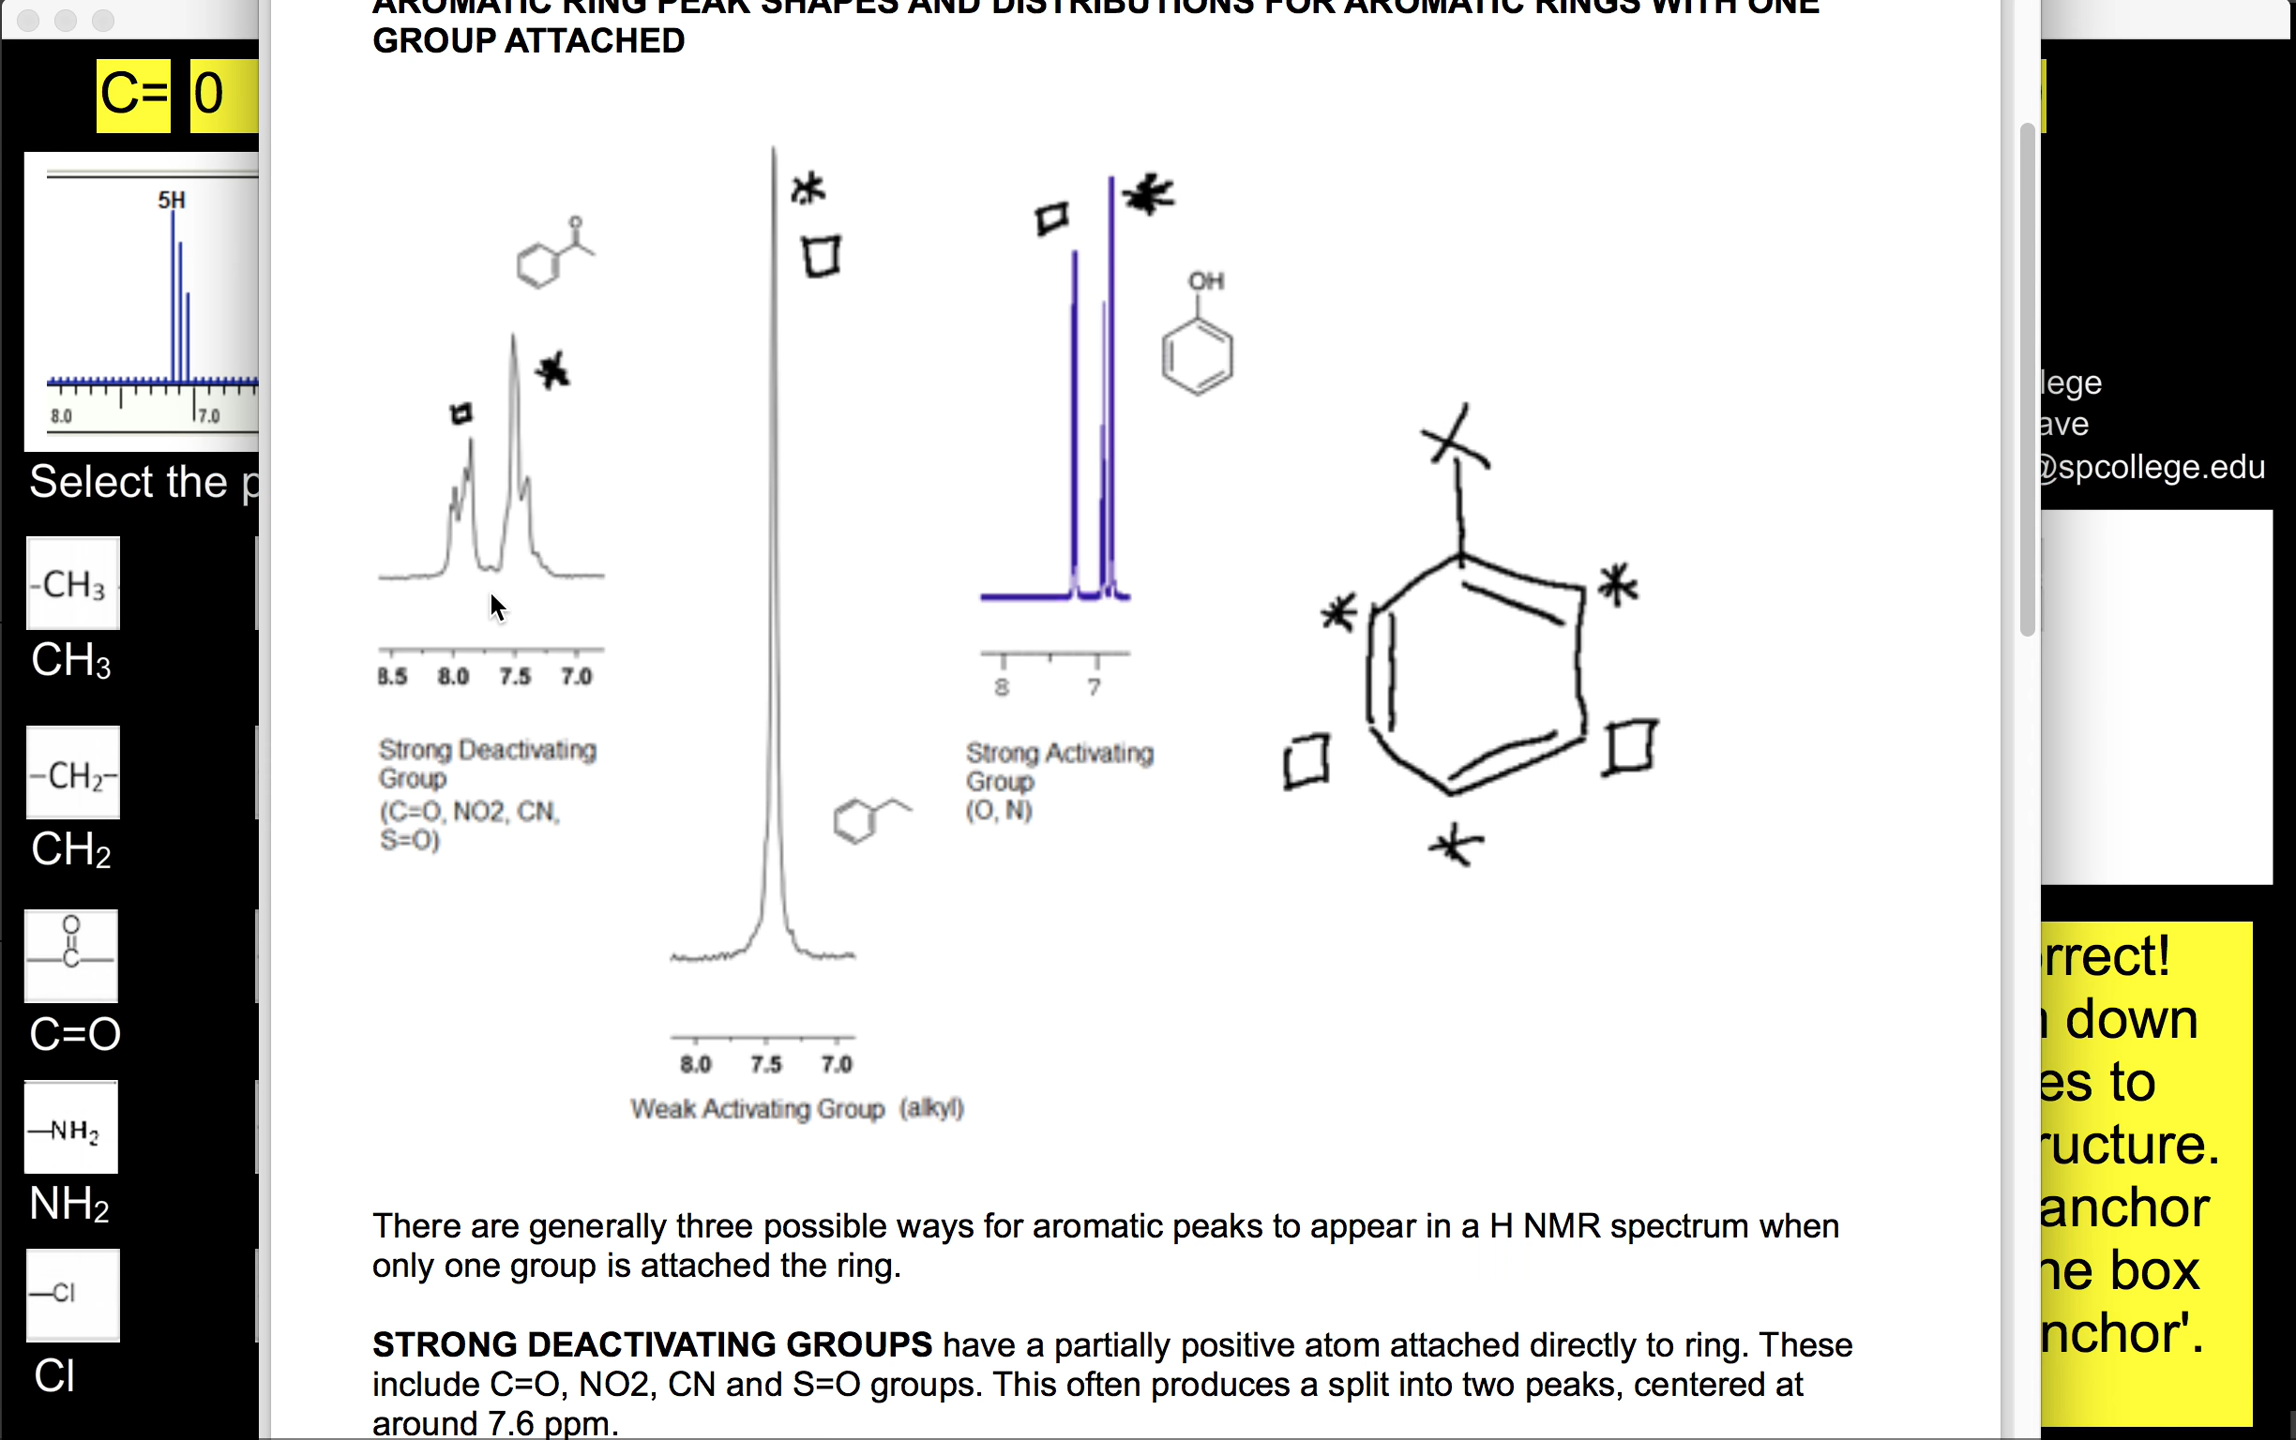 AROMATIC RING PEAK SHAPES AND DISTRIBUTIONS FOR AROMATIC RINGS WITH ONE
GROUP ATTACHED
C= 0
5H
8.0 7.0
Select the p
-CH3
CH3
-CH2-
CH2
O
C
C=O
-NH2
NH2
-Cl
Cl
O
OH
8.5 8.0 7.5 7.0
8 7
Strong Deactivating
Group
(C=O, NO2, CN,
S=O)
Strong Activating
Group
(O, N)
8.0 7.5 7.0
Weak Activating Group (alkyl)
There are generally three possible ways for aromatic peaks to appear in a H NMR spectrum when
only one group is attached the ring.
STRONG DEACTIVATING GROUPS have a partially positive atom attached directly to ring. These
include C=O, NO2, CN and S=O groups. This often produces a split into two peaks, centered at
around 7.6 ppm.
lege
ave
@spcollege.edu
rrect!
down
es to
ructure.
anchor
he box
nchor'.